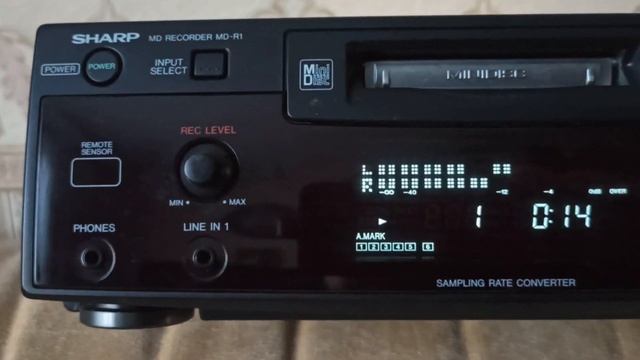 SHARP MD RECORDER MD-R1
POWER POWER
INPUT
SELECT
MD
MINIDISC
REC LEVEL
REMOTE
SENSOR
MIN MAX
PHONES LINE IN 1
L
R
-∞ -40 -12 -4 0dB OVER
1 0:14
A.MARK
1 2 3 4 5 6
SAMPLING RATE CONVERTER